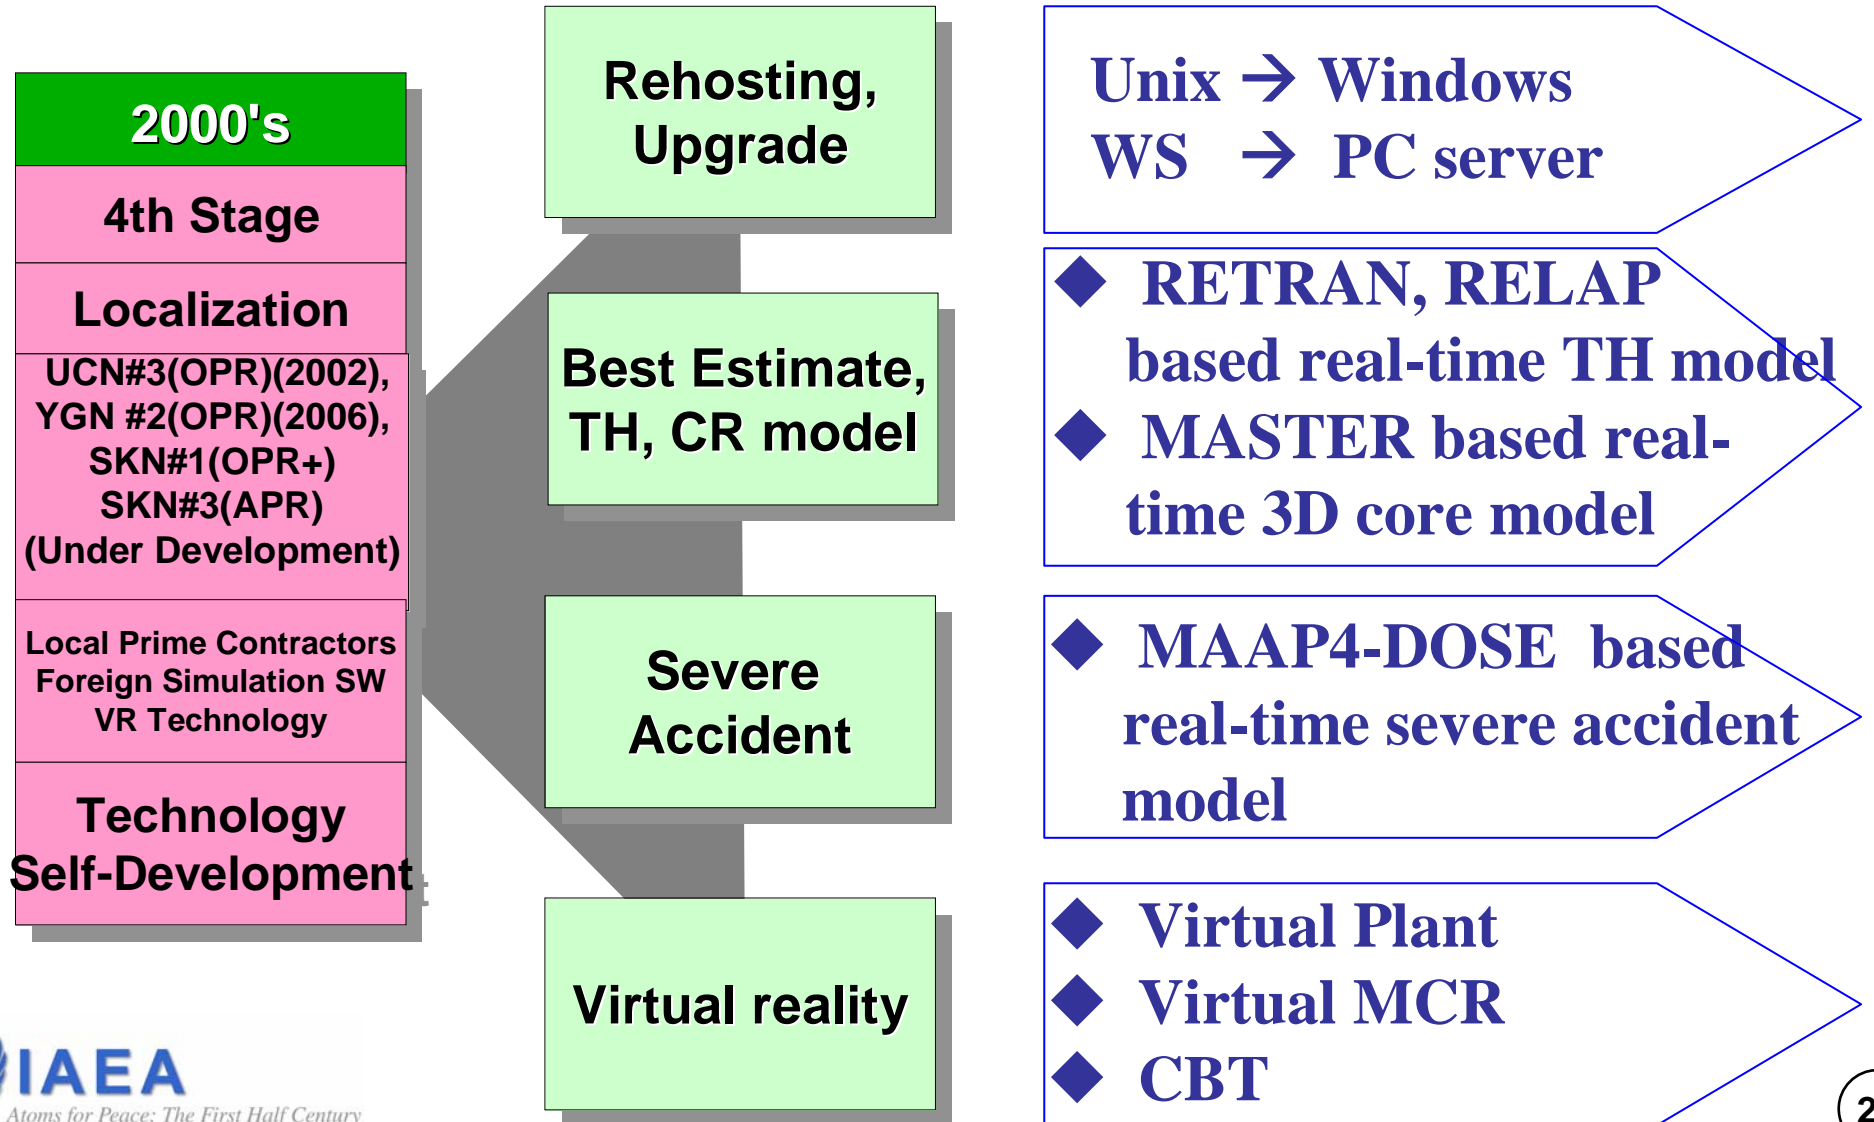 2000's
4th Stage
Localization
UCN#3(OPR)(2002),
YGN #2(OPR)(2006),
SKN#1(OPR+)
SKN#3(APR)
(Under Development)
Local Prime Contractors
Foreign Simulation SW
VR Technology
Technology
Self-Development
Rehosting,
Upgrade
Unix → Windows
WS → PC server
Best Estimate,
TH, CR model
◆ RETRAN, RELAP
based real-time TH model
◆ MASTER based real-
time 3D core model
Severe
Accident
◆ MAAP4-DOSE based
real-time severe accident
model
Virtual reality
◆ Virtual Plant
◆ Virtual MCR
◆ CBT
IAEA
Atoms for Peace: The First Half Century